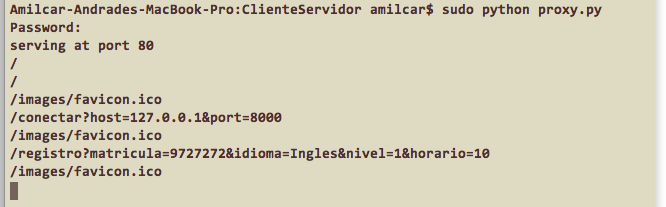 Amilcar-Andrades-MacBook-Pro:ClienteServidor amilcar$ sudo python proxy.py
Password:
serving at port 80
/
/
/images/favicon.ico
/conectar?host=127.0.0.1&port=8000
/images/favicon.ico
/registro?matricula=9727272&idioma=Ingles&nivel=1&horario=10
/images/favicon.ico